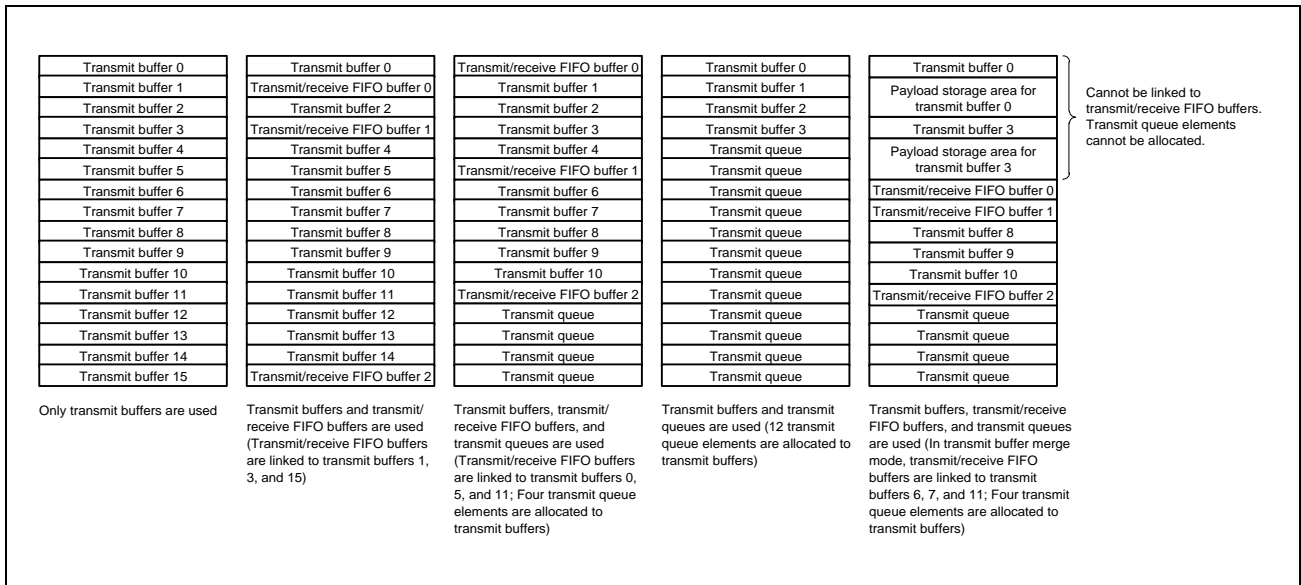 Transmit buffer 0
Transmit buffer 1
Transmit buffer 2
Transmit buffer 3
Transmit buffer 4
Transmit buffer 5
Transmit buffer 6
Transmit buffer 7
Transmit buffer 8
Transmit buffer 9
Transmit buffer 10
Transmit buffer 11
Transmit buffer 12
Transmit buffer 13
Transmit buffer 14
Transmit buffer 15
Only transmit buffers are used
Transmit buffer 0
Transmit/receive FIFO buffer 0
Transmit buffer 2
Transmit/receive FIFO buffer 1
Transmit buffer 4
Transmit buffer 5
Transmit buffer 6
Transmit buffer 7
Transmit buffer 8
Transmit buffer 9
Transmit buffer 10
Transmit buffer 11
Transmit buffer 12
Transmit buffer 13
Transmit buffer 14
Transmit/receive FIFO buffer 2
Transmit buffers and transmit/
receive FIFO buffers are used
(Transmit/receive FIFO buffers
are linked to transmit buffers 1,
3, and 15)
Transmit/receive FIFO buffer 0
Transmit buffer 1
Transmit buffer 2
Transmit buffer 3
Transmit buffer 4
Transmit/receive FIFO buffer 1
Transmit buffer 6
Transmit buffer 7
Transmit buffer 8
Transmit buffer 9
Transmit buffer 10
Transmit/receive FIFO buffer 2
Transmit queue
Transmit queue
Transmit queue
Transmit queue
Transmit buffers, transmit/
receive FIFO buffers, and
transmit queues are used
(Transmit/receive FIFO buffers
are linked to transmit buffers 0,
5, and 11; Four transmit queue
elements are allocated to
transmit buffers)
Transmit buffer 0
Transmit buffer 1
Transmit buffer 2
Transmit buffer 3
Transmit queue
Transmit queue
Transmit queue
Transmit queue
Transmit queue
Transmit queue
Transmit queue
Transmit queue
Transmit queue
Transmit queue
Transmit queue
Transmit queue
Transmit buffers and transmit
queues are used (12 transmit
queue elements are allocated to
transmit buffers)
Transmit buffer 0
Payload storage area for
transmit buffer 0
Transmit buffer 3
Payload storage area for
transmit buffer 3
Transmit/receive FIFO buffer 0
Transmit/receive FIFO buffer 1
Transmit buffer 8
Transmit buffer 9
Transmit buffer 10
Transmit/receive FIFO buffer 2
Transmit queue
Transmit queue
Transmit queue
Transmit queue
Transmit buffers, transmit/receive
FIFO buffers, and transmit queues
are used (In transmit buffer merge
mode, transmit/receive FIFO
buffers are linked to transmit
buffers 6, 7, and 11; Four transmit
queue elements are allocated to
transmit buffers)
Cannot be linked to
transmit/receive FIFO buffers.
Transmit queue elements
cannot be allocated.